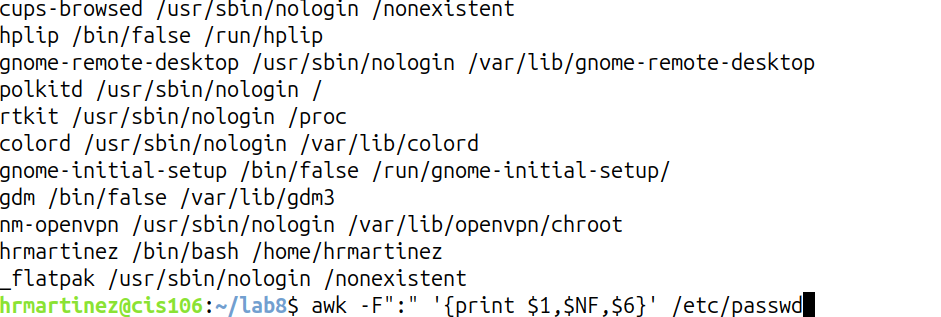 cups-browsed /usr/sbin/nologin /nonexistent
hplip /bin/false /run/hplip
gnome-remote-desktop /usr/sbin/nologin /var/lib/gnome-remote-desktop
polkitd /usr/sbin/nologin /
rtkit /usr/sbin/nologin /proc
colord /usr/sbin/nologin /var/lib/colord
gnome-initial-setup /bin/false /run/gnome-initial-setup/
gdm /bin/false /var/lib/gdm3
nm-openvpn /usr/sbin/nologin /var/lib/openvpn/chroot
hrmartinez /bin/bash /home/hrmartinez
_flatpak /usr/sbin/nologin /nonexistent
hrmartinez@cis106:~/lab8$ awk -F":" '{print $1,$NF,$6}' /etc/passwd